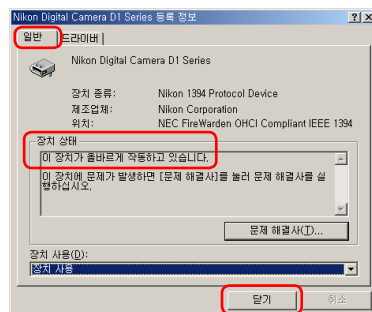 Nikon Digital Camera D1 Series 등록 정보
일반 드라이버
Nikon Digital Camera D1 Series
장치 종류: Nikon 1394 Protocol Device
제조업체: Nikon Corporation
위치: NEC FireWarden OHCI Compliant IEEE 1394
장치 상태
이 장치가 올바르게 작동하고 있습니다.
이 장치에 문제가 발생하면 [문제 해결사]를 눌러 문제 해결사를 실
행하십시오.
문제 해결사(T)...
장치 사용(D):
장치 사용
닫기 취소